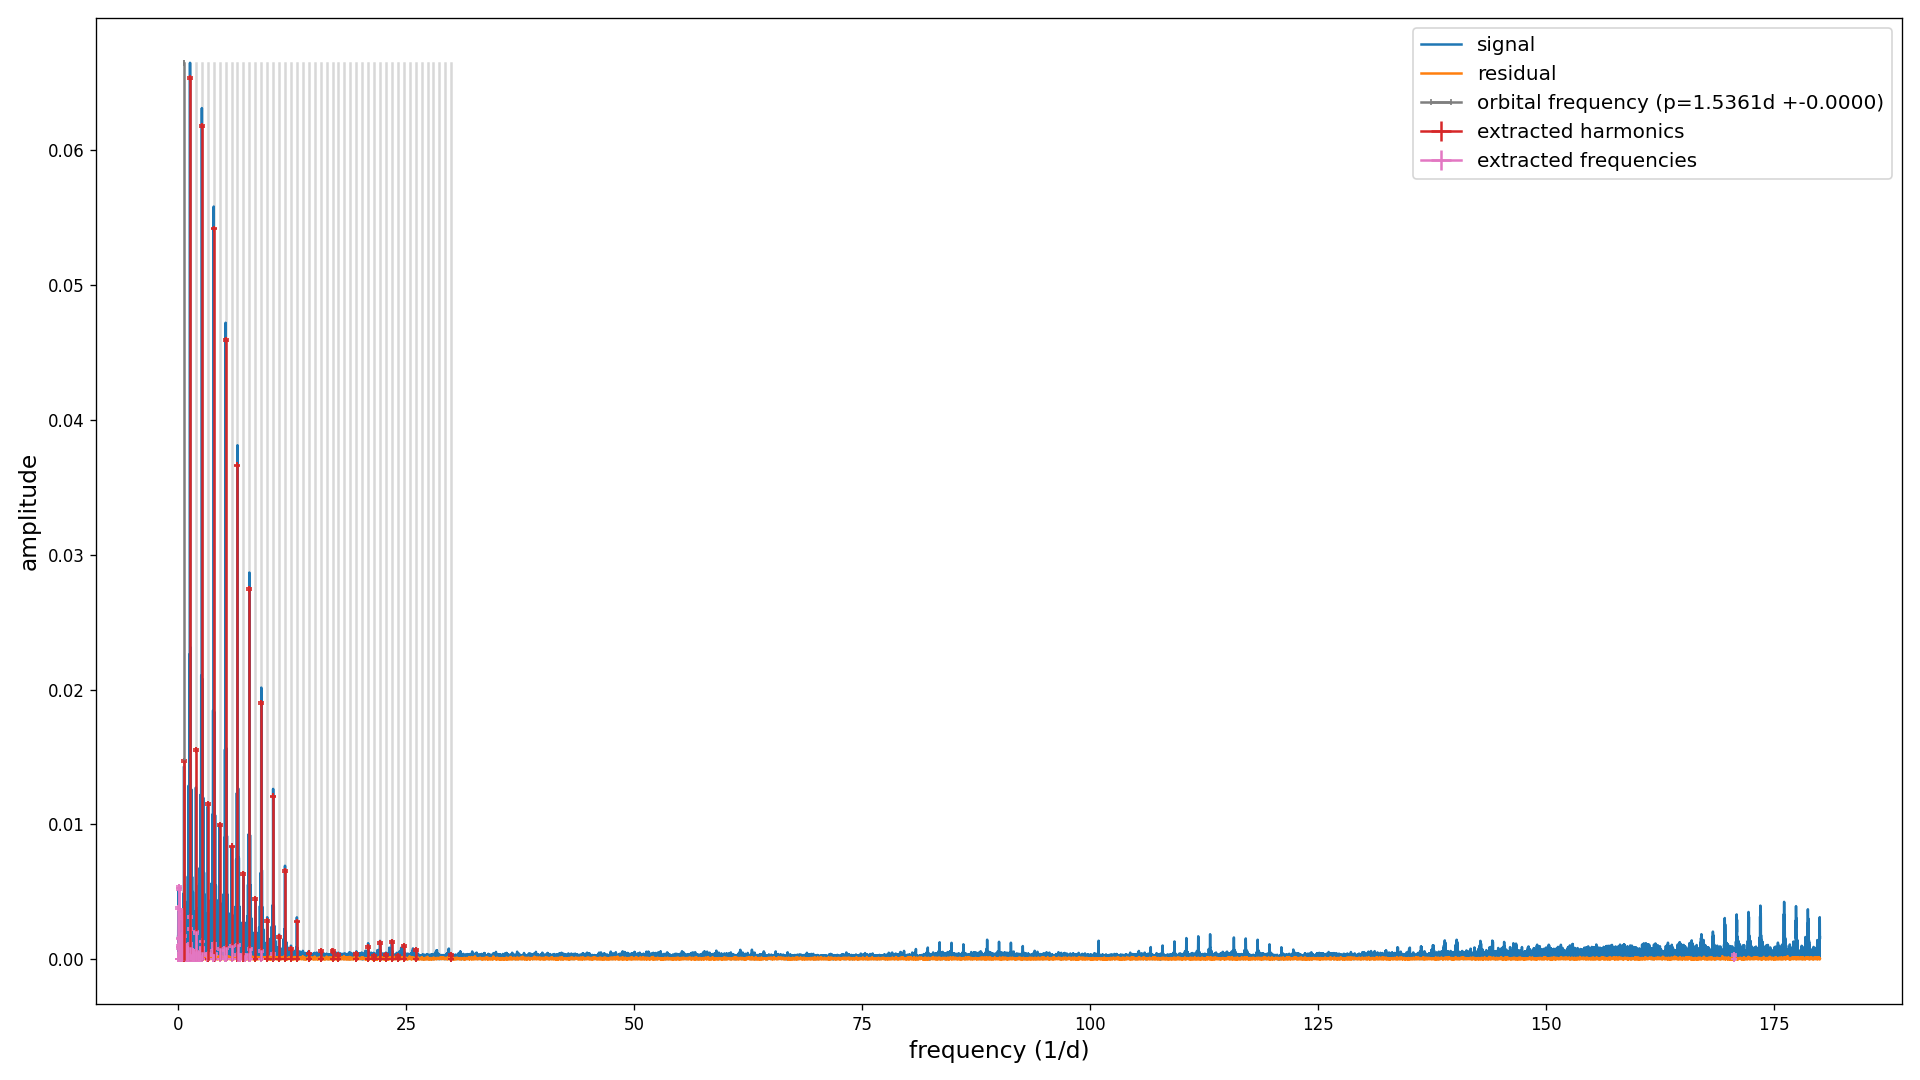 signal
residual
orbital frequency (p=1.5361d +-0.0000)
extracted harmonics
extracted frequencies
amplitude
0.06
0.05
0.04
0.03
0.02
0.01
0.00
0 25 50 75 100 125 150 175
frequency (1/d)